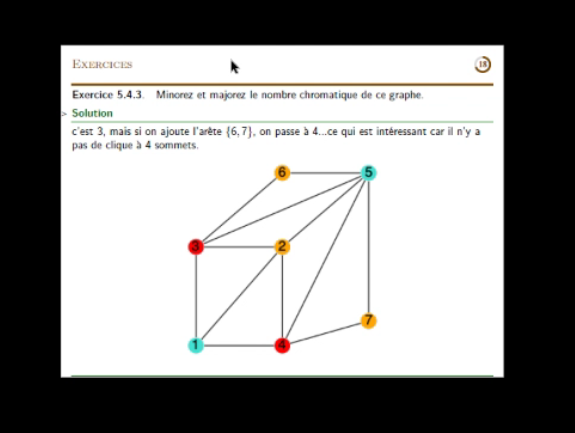 EXERCICES
18
Exercice 5.4.3. Minorez et majorez le nombre chromatique de ce graphe.
> Solution
c'est 3, mais si on ajoute l'arête {6, 7}, on passe à 4...ce qui est intéressant car il n'y a
pas de clique à 4 sommets.
6
5
3
2
7
1
4